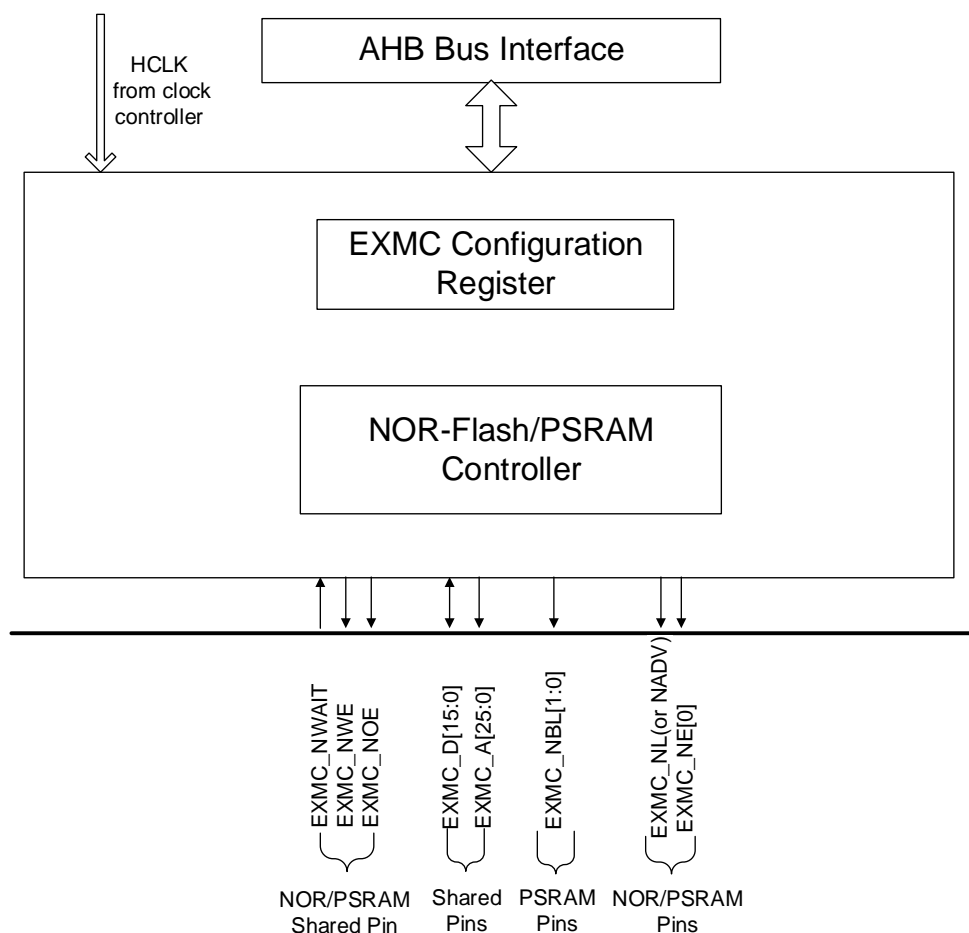 HCLK
from clock
controller
AHB Bus Interface
EXMC Configuration
Register
NOR-Flash/PSRAM
Controller
EXMC_NWAIT
EXMC_NWE
EXMC_NOE
EXMC_D[15:0]
EXMC_A[25:0]
EXMC_NBL[1:0]
EXMC_NL(or NADV)
EXMC_NE[0]
NOR/PSRAM
Shared Pin
Shared
Pins
PSRAM
Pins
NOR/PSRAM
Pins